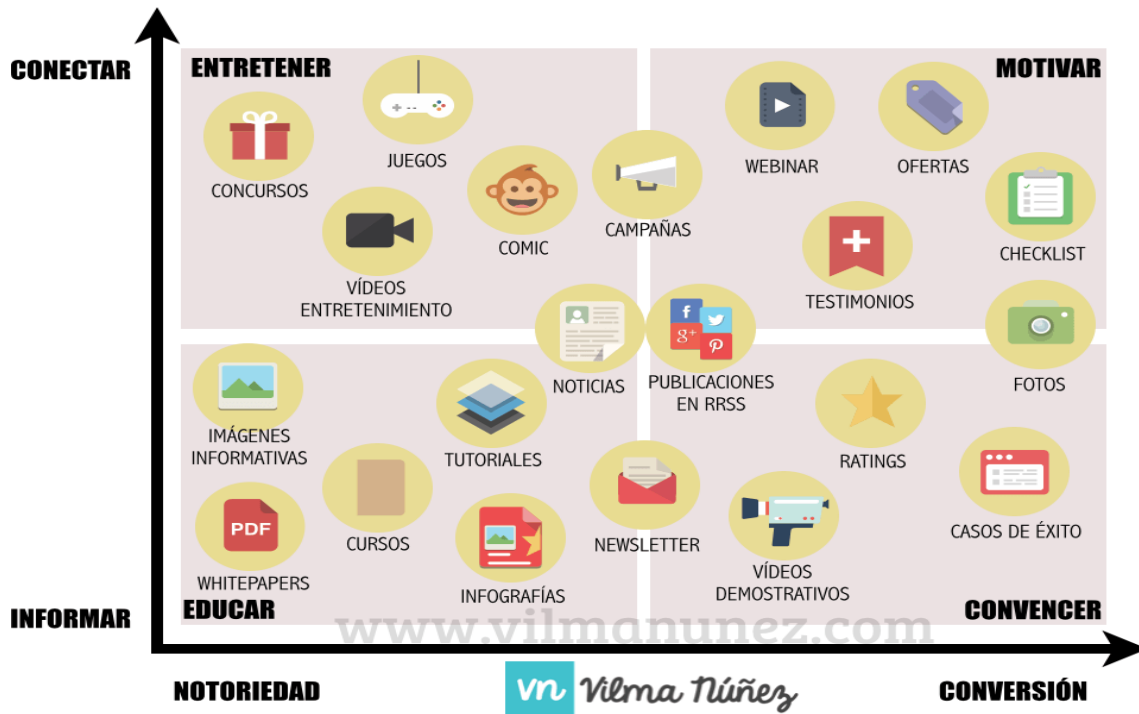 CONECTAR
ENTRETENER
MOTIVAR
CONCURSOS
JUEGOS
COMIC
VÍDEOS
ENTRETENIMIENTO
CAMPAÑAS
WEBINAR
OFERTAS
CHECKLIST
TESTIMONIOS
NOTICIAS
f
g+
PUBLICACIONES
EN RRSS
FOTOS
IMÁGENES
INFORMATIVAS
TUTORIALES
RATINGS
PDF
WHITEPAPERS
CURSOS
INFOGRAFÍAS
NEWSLETTER
VÍDEOS
DEMOSTRATIVOS
CASOS DE ÉXITO
EDUCAR
CONVENCER
INFORMAR
www.vilmanunez.com
NOTORIEDAD
vn Vilma Núñez
CONVERSIÓN